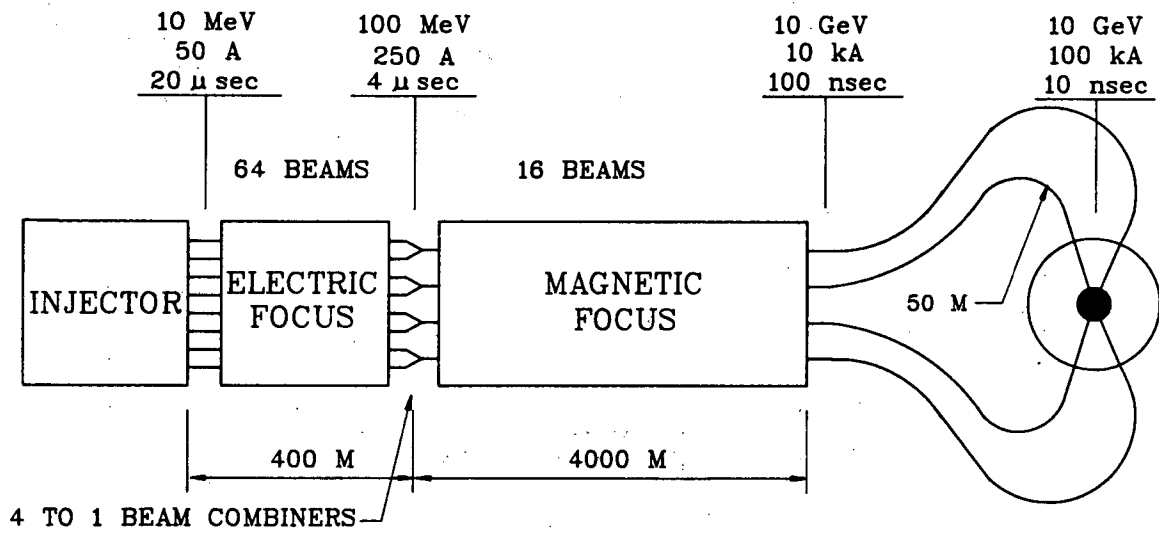 10 MeV
50 A
20 μ sec
100 MeV
250 A
4 μ sec
10 GeV
10 kA
100 nsec
10 GeV
100 kA
10 nsec
64 BEAMS
16 BEAMS
INJECTOR
ELECTRIC
FOCUS
MAGNETIC
FOCUS
50 M
400 M
4000 M
4 TO 1 BEAM COMBINERS